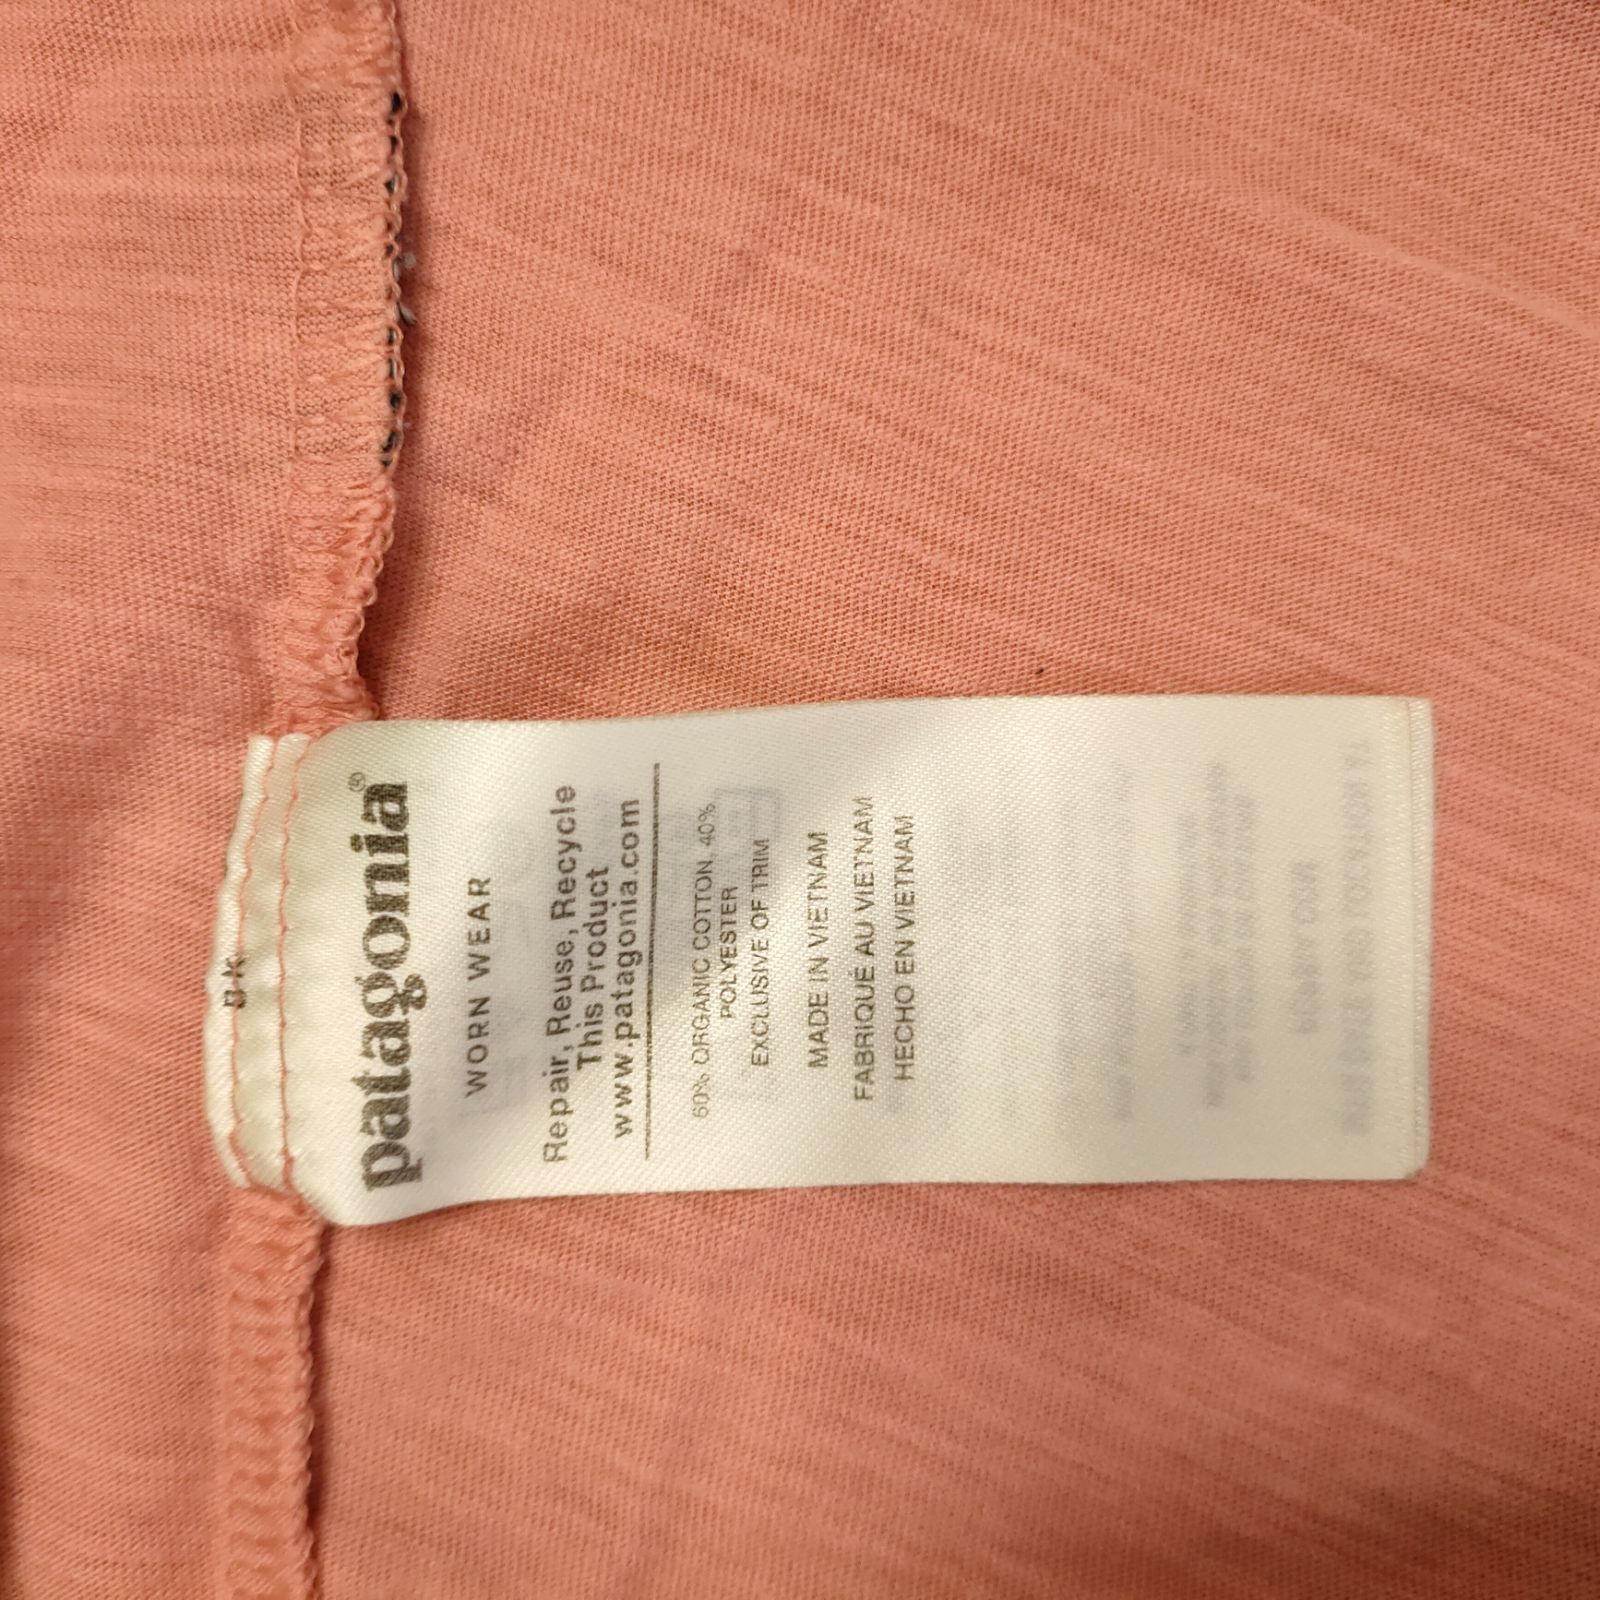 BK
patagonia®
WORN WEAR
Repair, Reuse, Recycle
This Product
www.patagonia.com
60% ORGANIC COTTON, 40%
POLYESTER
EXCLUSIVE OF TRIM
MADE IN VIETNAM
FABRIQUÉ AU VIETNAM
HECHO EN VIETNAM